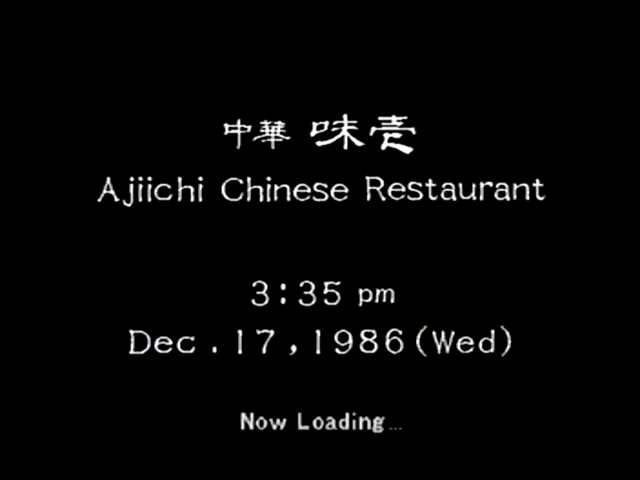 中華 味壱
Ajiichi Chinese Restaurant
3:35 pm
Dec.17,1986(Wed)
Now Loading...